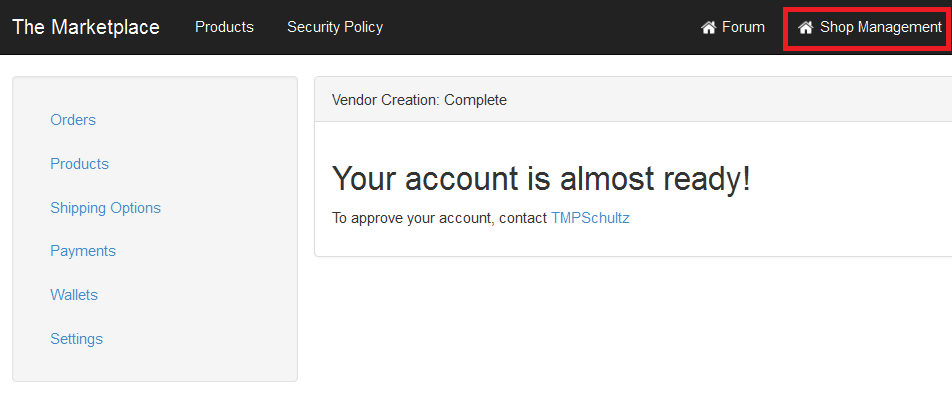 The Marketplace Products Security Policy Forum Shop Management
Orders
Products
Shipping Options
Payments
Wallets
Settings
Vendor Creation: Complete
Your account is almost ready!
To approve your account, contact TMPSchultz